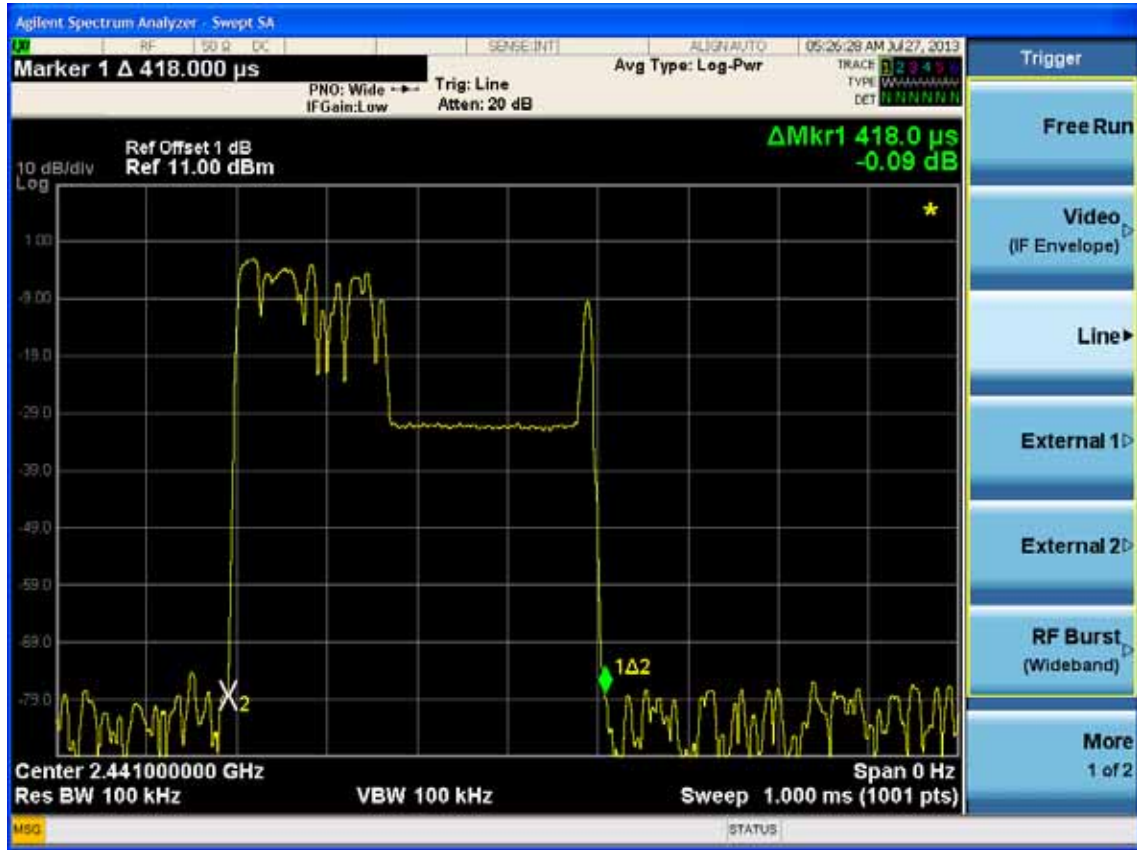 Agilent Spectrum Analyzer - Swept SA
LXI RF 50 Ω DC SENSE:INT ALIGN AUTO 05:26:28 AM Jul 27, 2013
Marker 1 Δ 418.000 µs
PNO: Wide
IFGain:Low
Trig: Line
Atten: 20 dB
Avg Type: Log-Pwr
TRACE 1 2 3 4 5 6
TYPE
DET N N N N N N
Ref Offset 1 dB
10 dB/div Ref 11.00 dBm
Log
ΔMkr1 418.0 µs
-0.09 dB
*
1.00
-9.00
-19.0
-29.0
-39.0
-49.0
-59.0
-69.0
-79.0
X2
1Δ2
Center 2.441000000 GHz Span 0 Hz
Res BW 100 kHz VBW 100 kHz Sweep 1.000 ms (1001 pts)
MSG STATUS
Trigger
Free Run
Video
(IF Envelope)
Line
External 1
External 2
RF Burst
(Wideband)
More
1 of 2